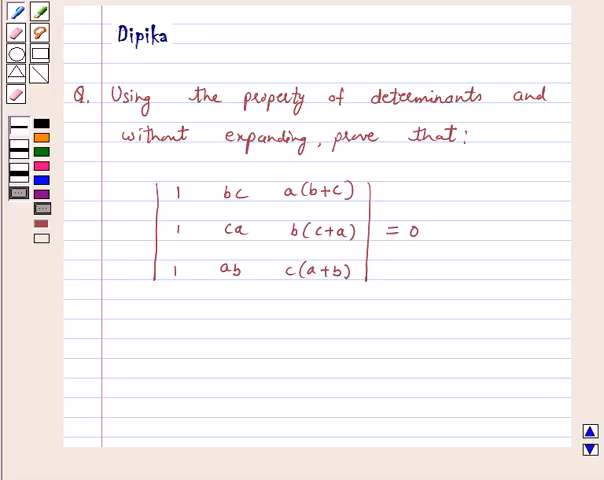 Dipika
Q. Using the property of determinants and
without expanding, prove that:
1 bc a(b+c)
1 ca b(c+a) = 0
1 ab c(a+b)